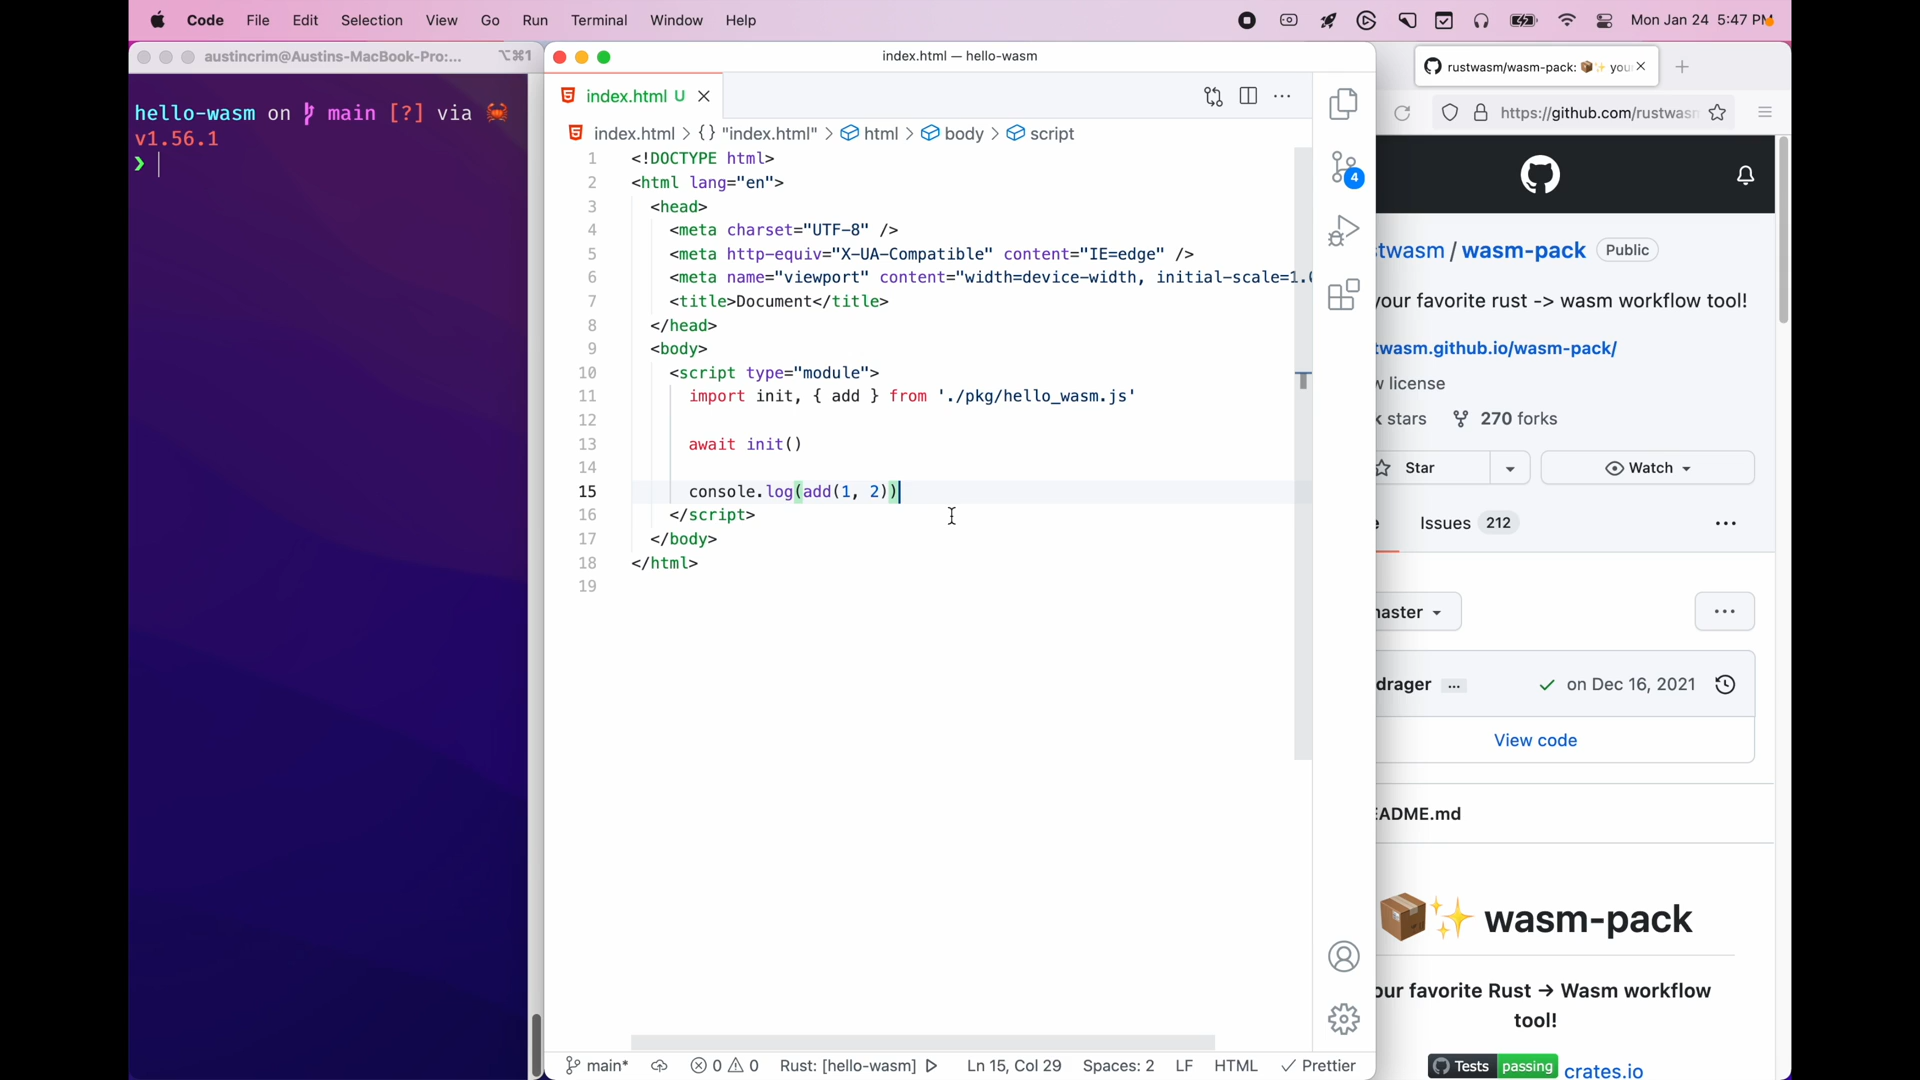 Code File Edit Selection View Go Run Terminal Window Help Mon Jan 24 5:47 PM
austincrim@Austins-MacBook-Pro:... ⌥⌘1
hello-wasm on main [?] via 🦀
v1.56.1
❯
index.html — hello-wasm
index.html U
index.html > {} "index.html" > html > body > script
1 <!DOCTYPE html>
2 <html lang="en">
3 <head>
4 <meta charset="UTF-8" />
5 <meta http-equiv="X-UA-Compatible" content="IE=edge" />
6 <meta name="viewport" content="width=device-width, initial-scale=1.0
7 <title>Document</title>
8 </head>
9 <body>
10 <script type="module">
11 import init, { add } from './pkg/hello_wasm.js'
12
13 await init()
14
15 console.log(add(1, 2))
16 </script>
17 </body>
18 </html>
19
4
main* 0 0 Rust: [hello-wasm] Ln 15, Col 29 Spaces: 2 LF HTML Prettier
rustwasm/wasm-pack: 📦✨ you
https://github.com/rustwasm
stwasm / wasm-pack Public
your favorite rust -> wasm workflow tool!
twasm.github.io/wasm-pack/
w license
k stars 270 forks
Star Watch
e Issues 212 ...
master ...
drager ... on Dec 16, 2021
View code
EADME.md
📦✨ wasm-pack
our favorite Rust → Wasm workflow
tool!
Tests passing crates.io